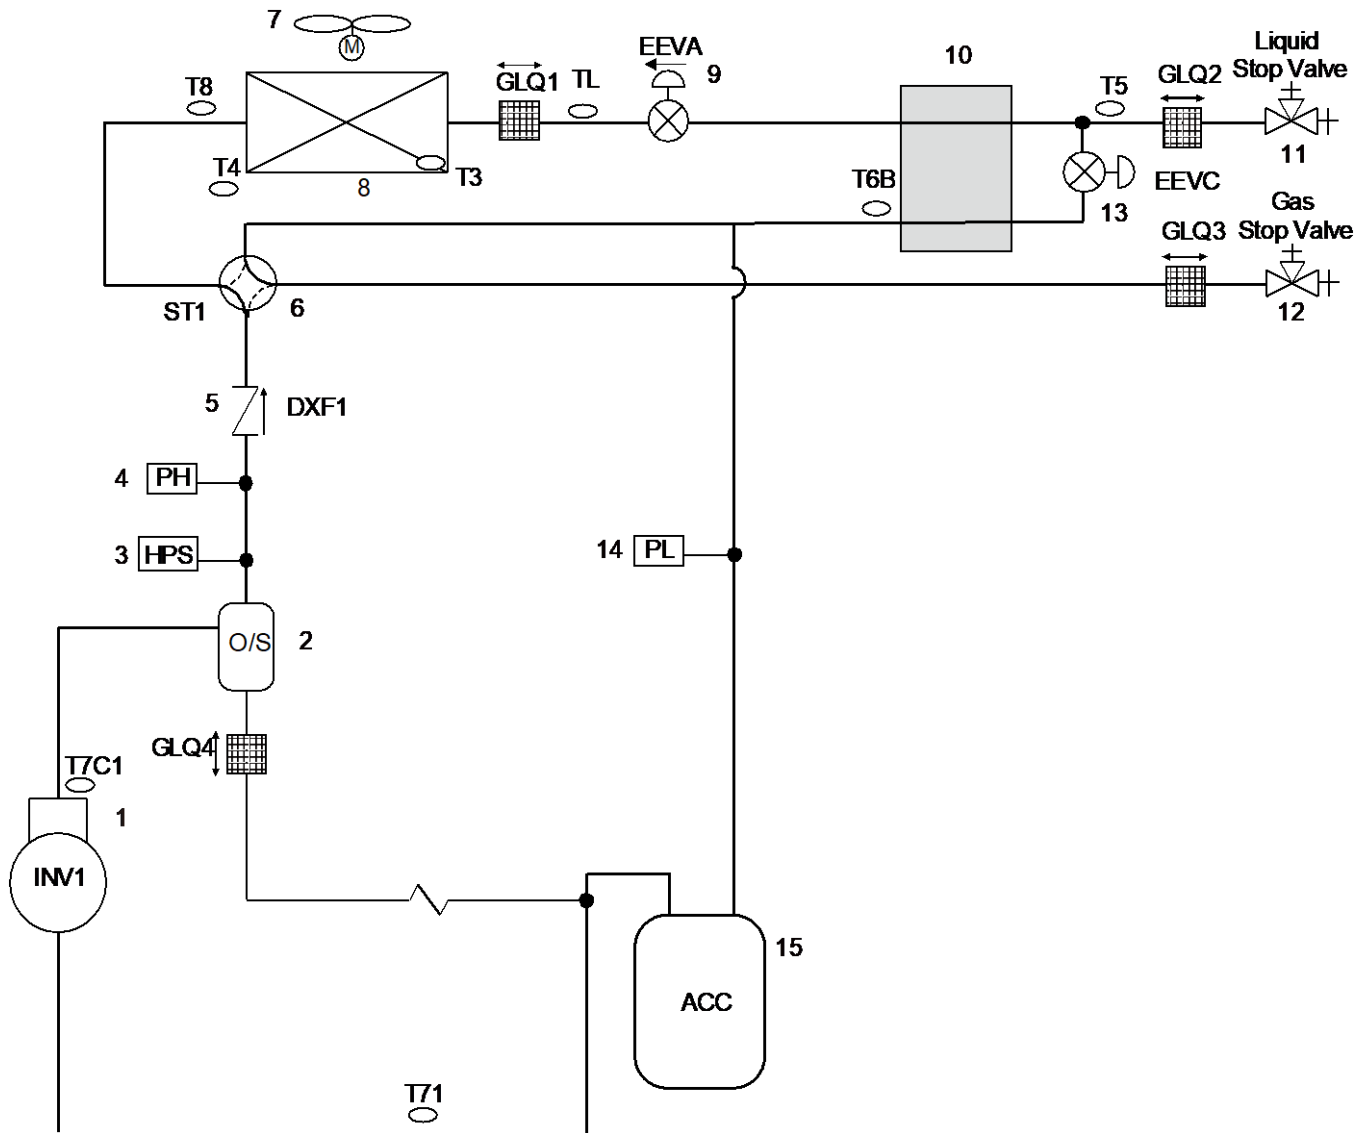 7
M
EEVA
9
10
Liquid
Stop Valve
T8
GLQ1
TL
T5
GLQ2
T4
8
T3
T6B
11
EEVC
13
Gas
Stop Valve
GLQ3
ST1
6
12
5
DXF1
4
PH
3
HPS
14
PL
O/S
2
GLQ4
T7C1
1
INV1
15
ACC
T71